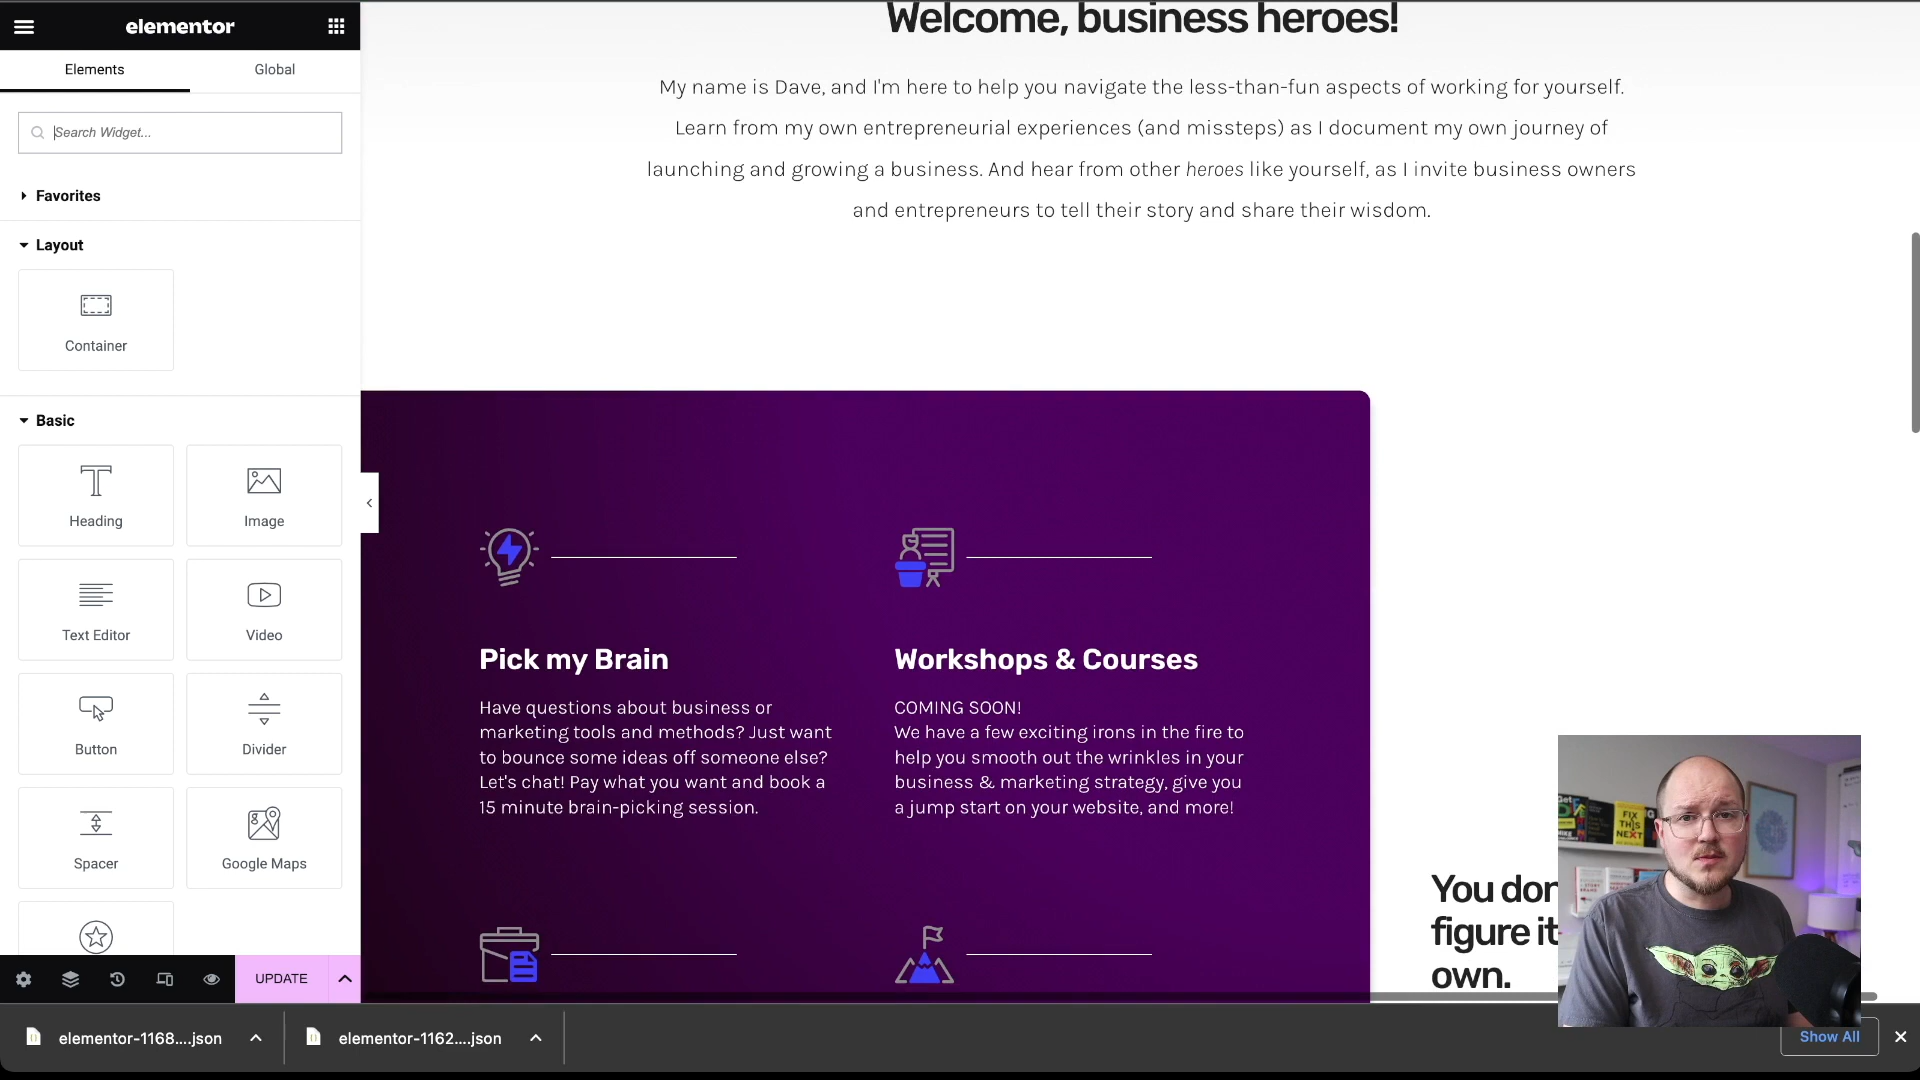 elementor
Elements
Global
Search Widget...
Favorites
Layout
Container
Basic
Heading
Image
Text Editor
Video
Button
Divider
Spacer
Google Maps
UPDATE
Welcome, business heroes!
My name is Dave, and I'm here to help you navigate the less-than-fun aspects of working for yourself.
Learn from my own entrepreneurial experiences (and missteps) as I document my own journey of
launching and growing a business. And hear from other heroes like yourself, as I invite business owners
and entrepreneurs to tell their story and share their wisdom.
Pick my Brain
Have questions about business or
marketing tools and methods? Just want
to bounce some ideas off someone else?
Let's chat! Pay what you want and book a
15 minute brain-picking session.
Workshops & Courses
COMING SOON!
We have a few exciting irons in the fire to
help you smooth out the wrinkles in your
business & marketing strategy, give you
a jump start on your website, and more!
You don
figure it
own.
FIX
THIS
NEXT
elementor-1168....json
elementor-1162....json
Show All